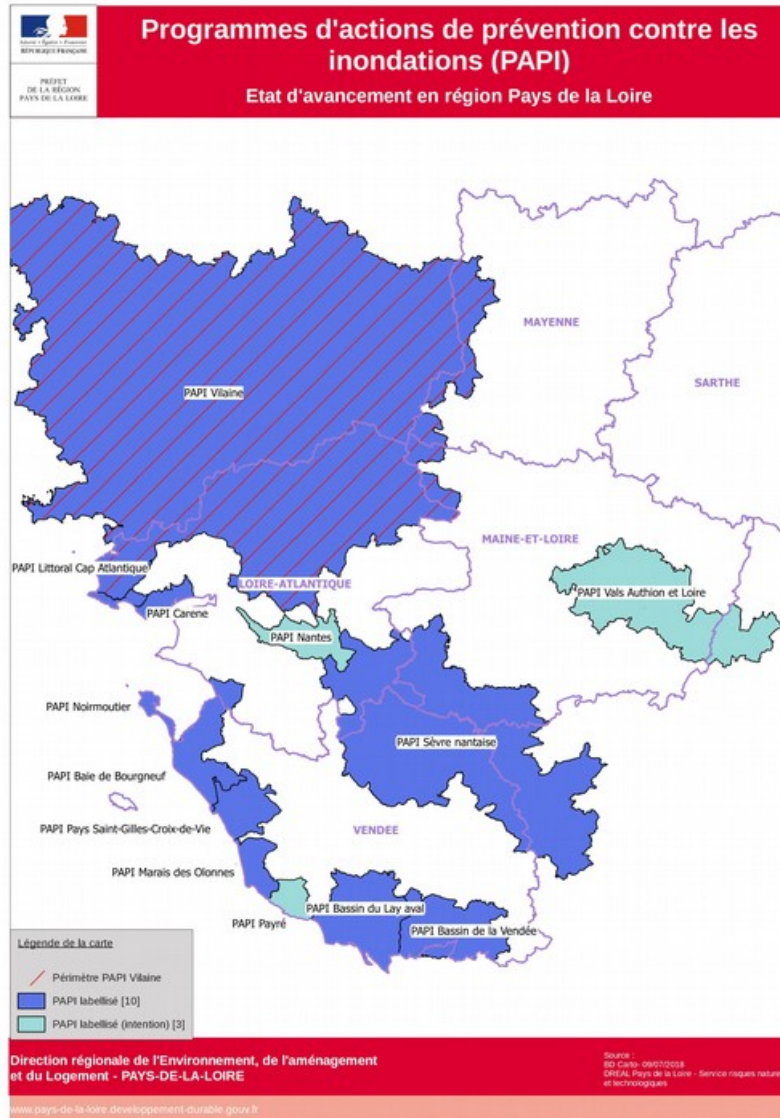 Liberté • Égalité • Fraternité
RÉPUBLIQUE FRANÇAISE
PRÉFET
DE LA RÉGION
PAYS DE LA LOIRE
Programmes d'actions de prévention contre les
inondations (PAPI)
Etat d'avancement en région Pays de la Loire
MAYENNE
SARTHE
PAPI Vilaine
MAINE-ET-LOIRE
PAPI Littoral Cap Atlantique
LOIRE-ATLANTIQUE
PAPI Vals Authion et Loire
PAPI Carene
PAPI Nantes
PAPI Noirmoutier
PAPI Sèvre nantaise
PAPI Baie de Bourgneuf
PAPI Pays Saint-Gilles-Croix-de-Vie
VENDEE
PAPI Marais des Olonnes
PAPI Bassin du Lay aval
PAPI Payré
PAPI Bassin de la Vendée
Légende de la carte
Périmètre PAPI Vilaine
PAPI labellisé [10]
PAPI labellisé (intention) [3]
Direction régionale de l'Environnement, de l'aménagement
et du Logement - PAYS-DE-LA-LOIRE
Source :
BD Carto- 09/07/2018
DREAL Pays de la Loire - Service risques nature
et technologiques
www.pays-de-la-loire.developpement-durable.gouv.fr